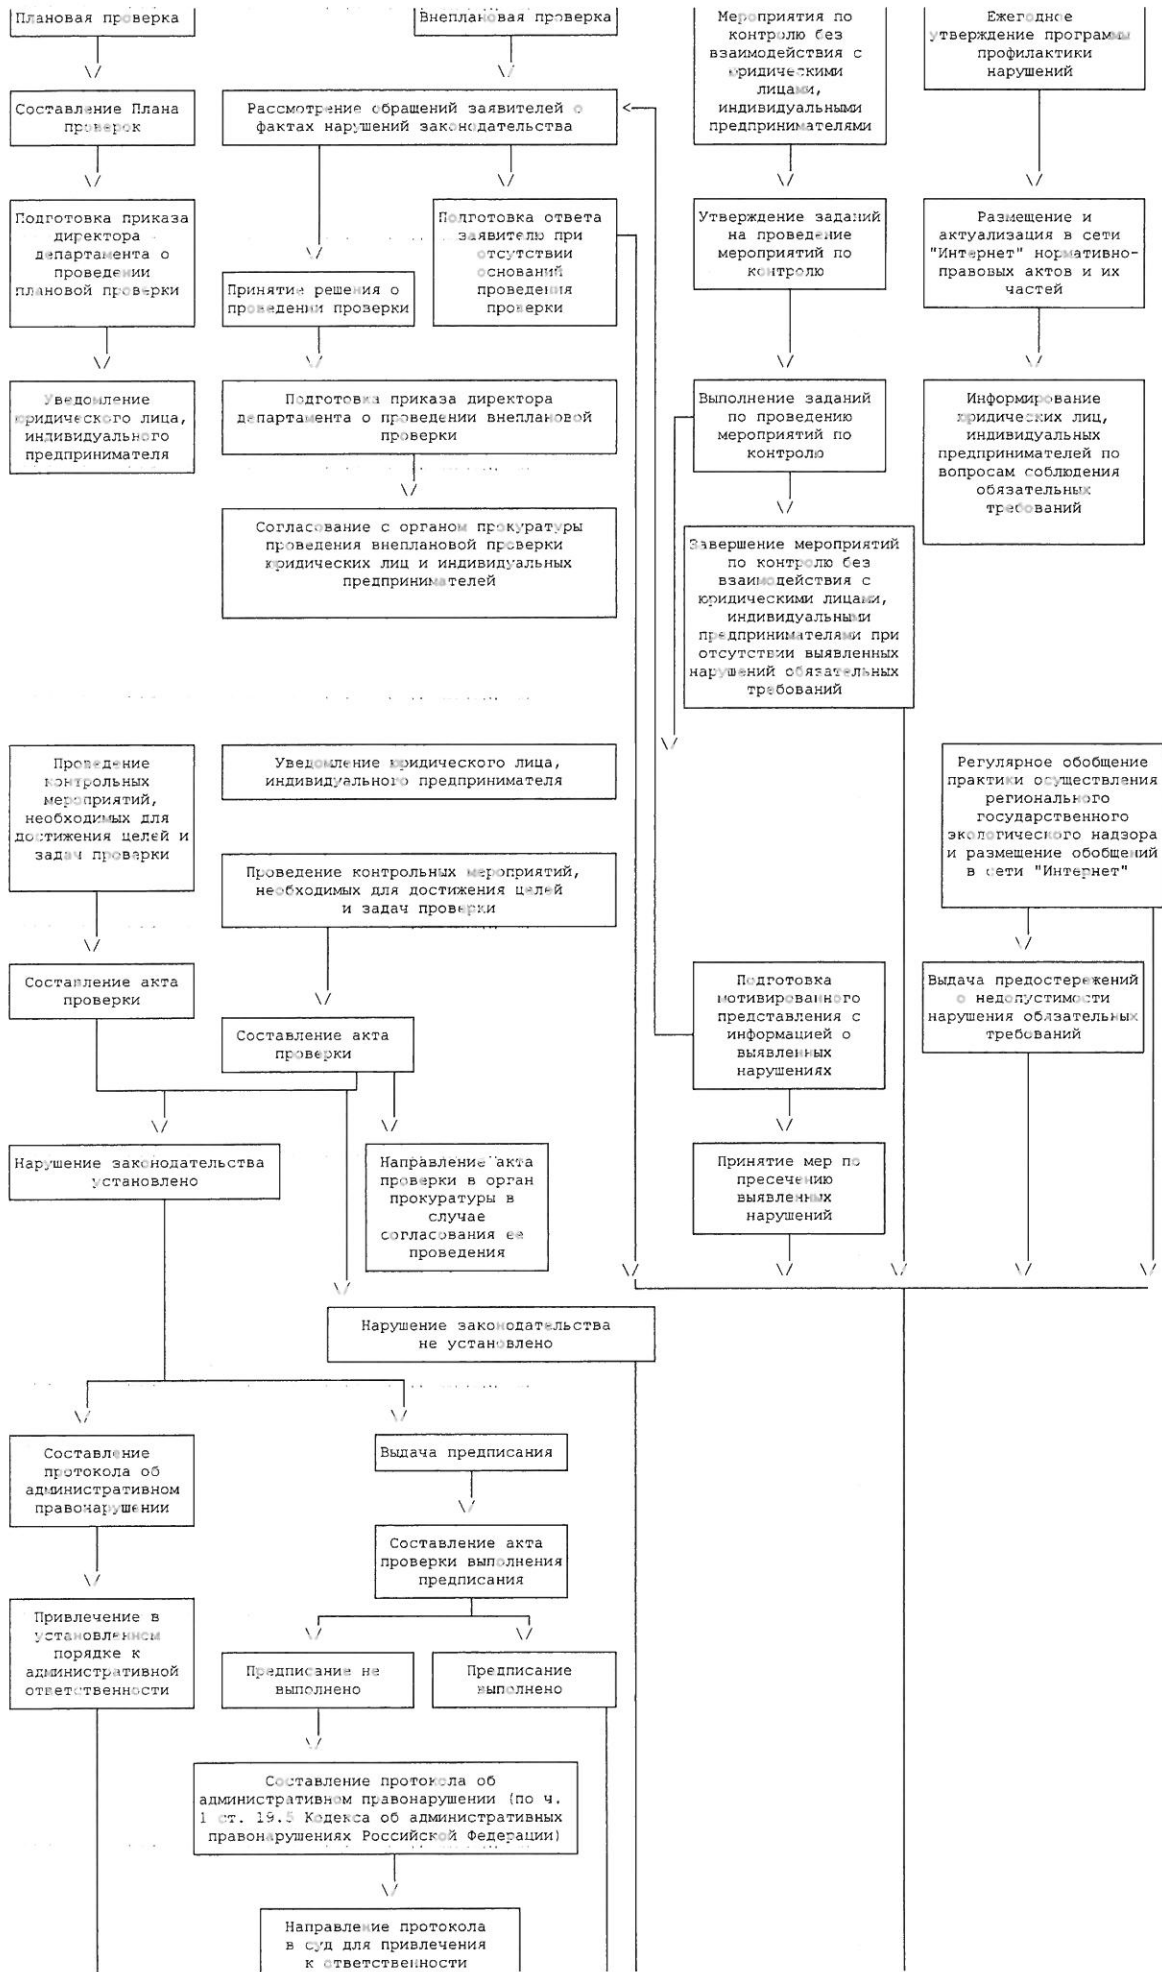 Плановая проверка
Составление Плана
проверок
Подготовка приказа
директора
департамента о
проведении
плановой проверки
Уведомление
юридического лица,
индивидуального
предпринимателя
Внеплановая проверка
Рассмотрение обращений заявителей о
фактах нарушений законодательства
Принятие решения о
проведении проверки
Подготовка ответа
заявителю при
отсутствии
оснований
проведения
проверки
Подготовка приказа директора
департамента о проведении внеплановой
проверки
Согласование с органом прокуратуры
проведения внеплановой проверки
юридических лиц и индивидуальных
предпринимателей
Мероприятия по
контролю без
взаимодействия с
юридическими
лицами,
индивидуальными
предпринимателями
Утверждение заданий
на проведение
мероприятий по
контролю
Выполнение заданий
по проведению
мероприятий по
контролю
Завершение мероприятий
по контролю без
взаимодействия с
юридическими лицами,
индивидуальными
предпринимателями при
отсутствии выявленных
нарушений обязательных
требований
Ежегодное
утверждение программы
профилактики
нарушений
Размещение и
актуализация в сети
"Интернет" нормативно-
правовых актов и их
частей
Информирование
юридических лиц,
индивидуальных
предпринимателей по
вопросам соблюдения
обязательных
требований
Проведение
контрольных
мероприятий,
необходимых для
достижения целей и
задач проверки
Составление акта
проверки
Уведомление юридического лица,
индивидуального предпринимателя
Проведение контрольных мероприятий,
необходимых для достижения целей
и задач проверки
Составление акта
проверки
Подготовка
мотивированного
представления с
информацией о
выявленных
нарушениях
Принятие мер по
пресечению
выявленных
нарушений
Регулярное обобщение
практики осуществления
регионального
государственного
экологического надзора
и размещение обобщений
в сети "Интернет"
Выдача предостережений
о недопустимости
нарушения обязательных
требований
Нарушение законодательства
установлено
Направление акта
проверки в орган
прокуратуры в
случае
согласования ее
проведения
Нарушение законодательства
не установлено
Составление
протокола об
административном
правонарушении
Привлечение в
установленном
порядке к
административной
ответственности
Выдача предписания
Составление акта
проверки выполнения
предписания
Предписание не
выполнено
Предписание
выполнено
Составление протокола об
административном правонарушении (по ч.
1 ст. 19.5 Кодекса об административных
правонарушениях Российской Федерации)
Направление протокола
в суд для привлечения
к ответственности